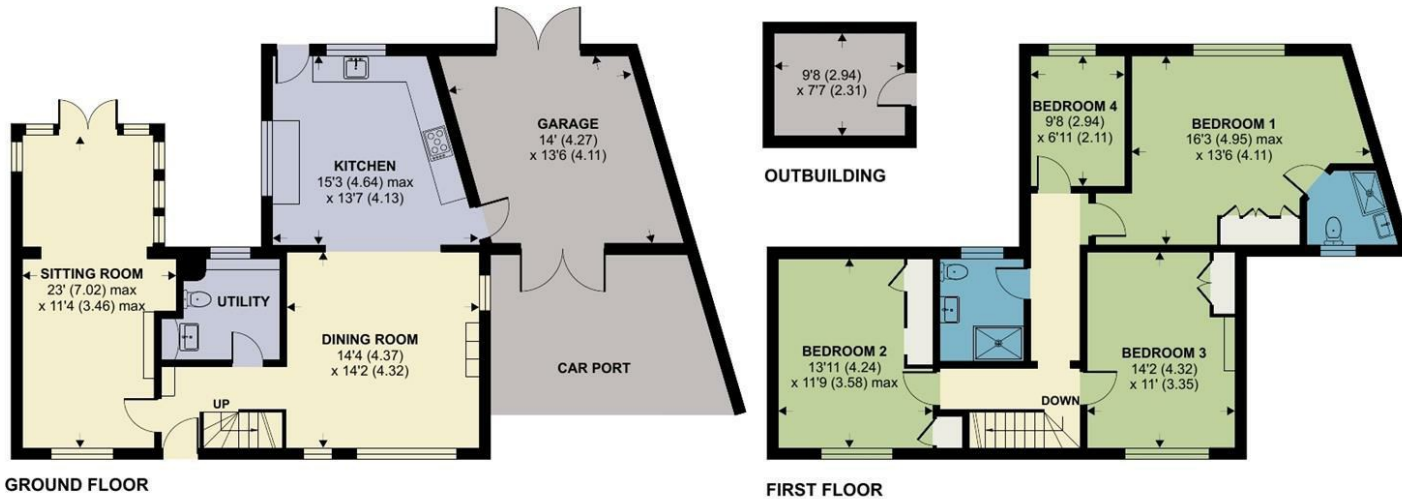 SITTING ROOM
23' (7.02) max
x 11'4 (3.46) max
UTILITY
KITCHEN
15'3 (4.64) max
x 13'7 (4.13)
GARAGE
14' (4.27)
x 13'6 (4.11)
DINING ROOM
14'4 (4.37)
x 14'2 (4.32)
CAR PORT
UP
GROUND FLOOR
9'8 (2.94)
x 7'7 (2.31)
OUTBUILDING
BEDROOM 4
9'8 (2.94)
x 6'11 (2.11)
BEDROOM 1
16'3 (4.95) max
x 13'6 (4.11)
BEDROOM 2
13'11 (4.24)
x 11'9 (3.58) max
BEDROOM 3
14'2 (4.32)
x 11' (3.35)
DOWN
FIRST FLOOR